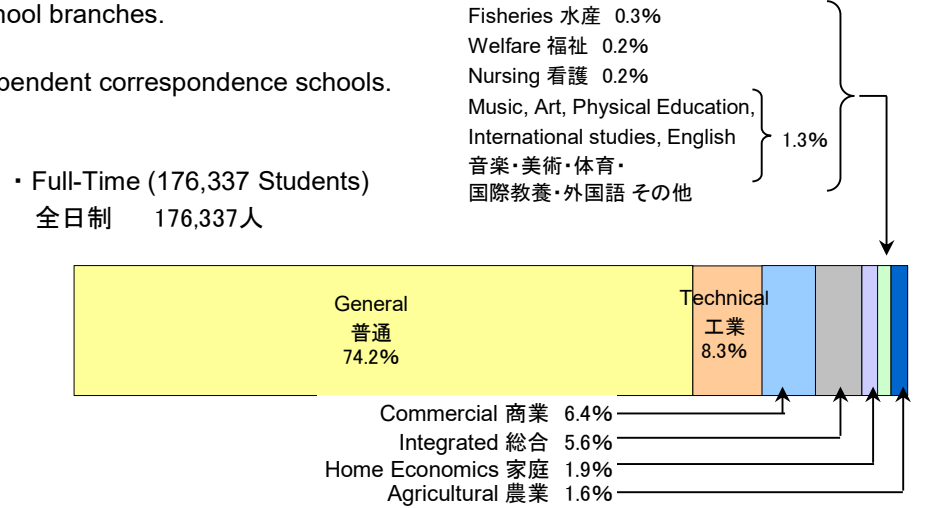 hool branches.
pendent correspondence schools.
・Full-Time (176,337 Students)
全日制 176,337人
Fisheries 水産 0.3%
Welfare 福祉 0.2%
Nursing 看護 0.2%
Music, Art, Physical Education,
International studies, English
音楽・美術・体育・
国際教養・外国語 その他
1.3%
General
普通
74.2%
Technical
工業
8.3%
Commercial 商業 6.4%
Integrated 総合 5.6%
Home Economics 家庭 1.9%
Agricultural 農業 1.6%